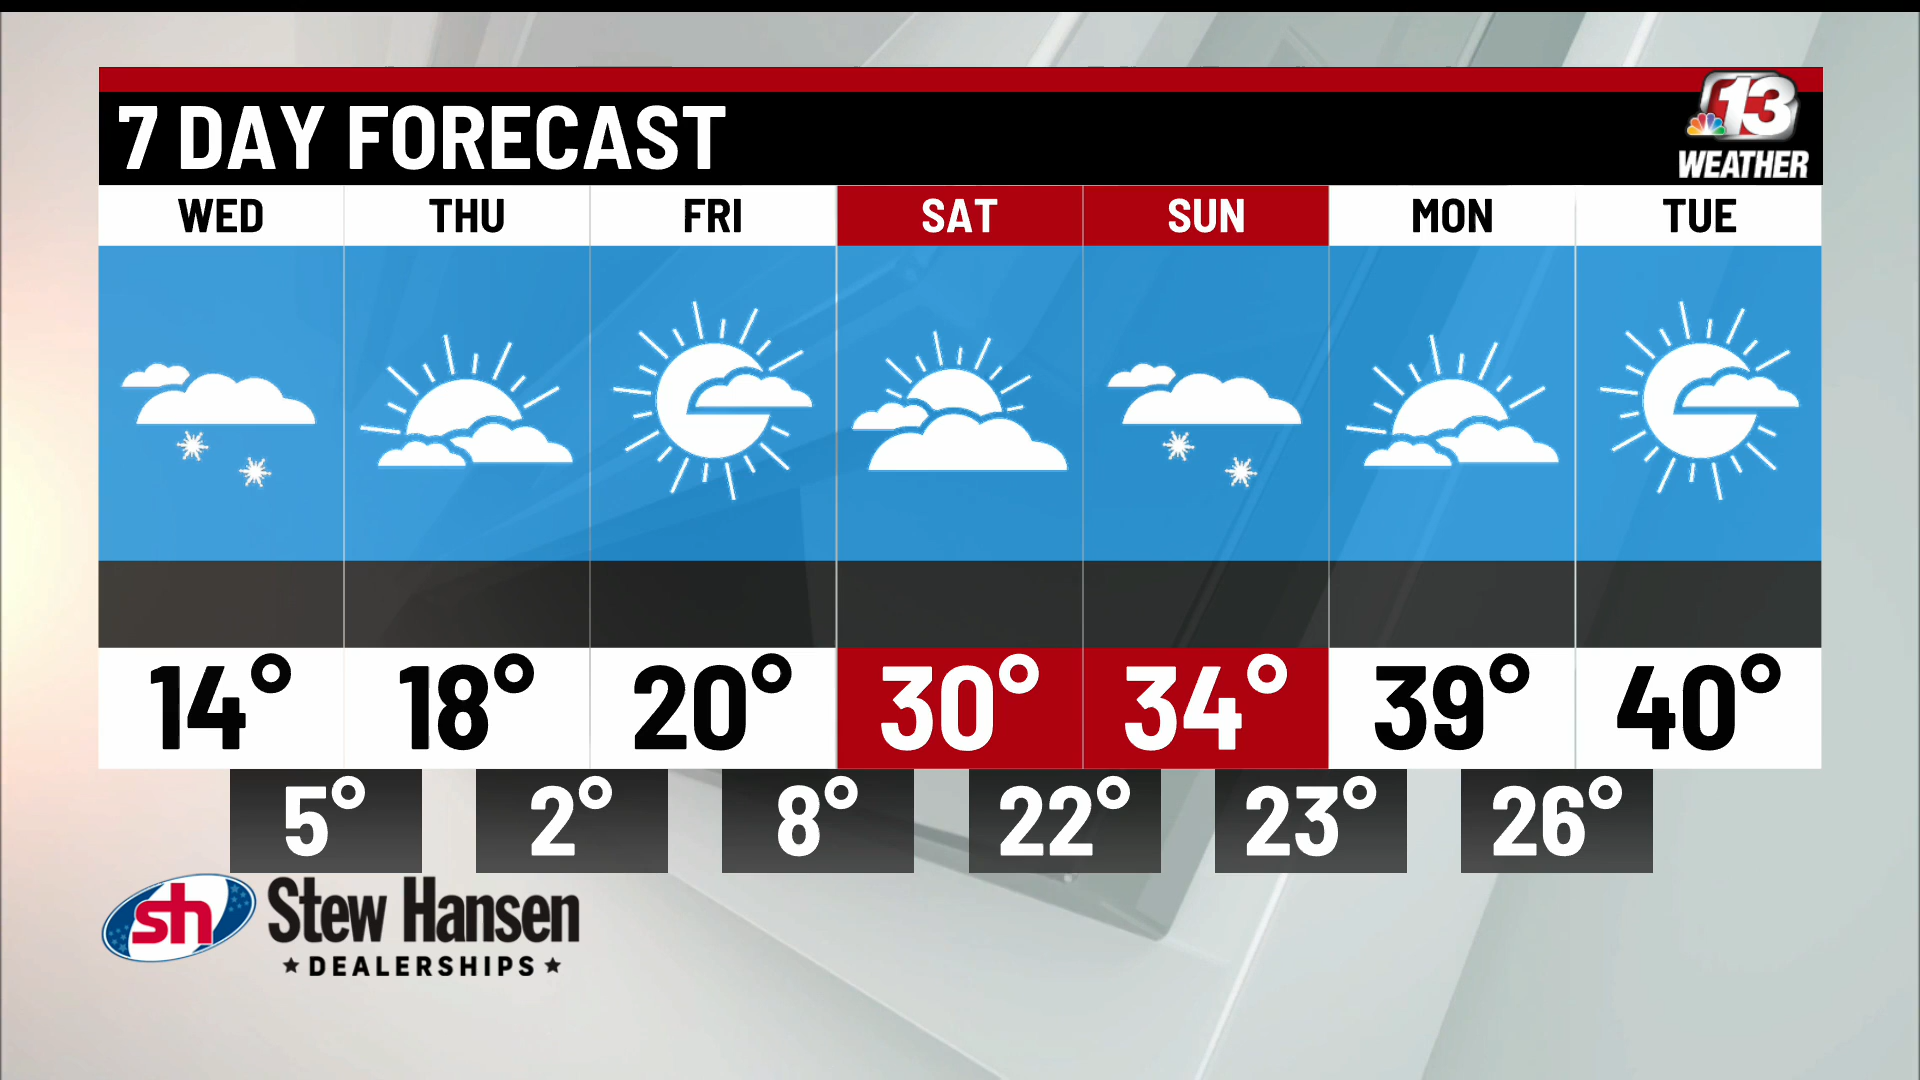 7 DAY FORECAST
13
WEATHER
WED THU FRI SAT SUN MON TUE
14° 18° 20° 30° 34° 39° 40°
5° 2° 8° 22° 23° 26°
sh Stew Hansen
★ DEALERSHIPS ★